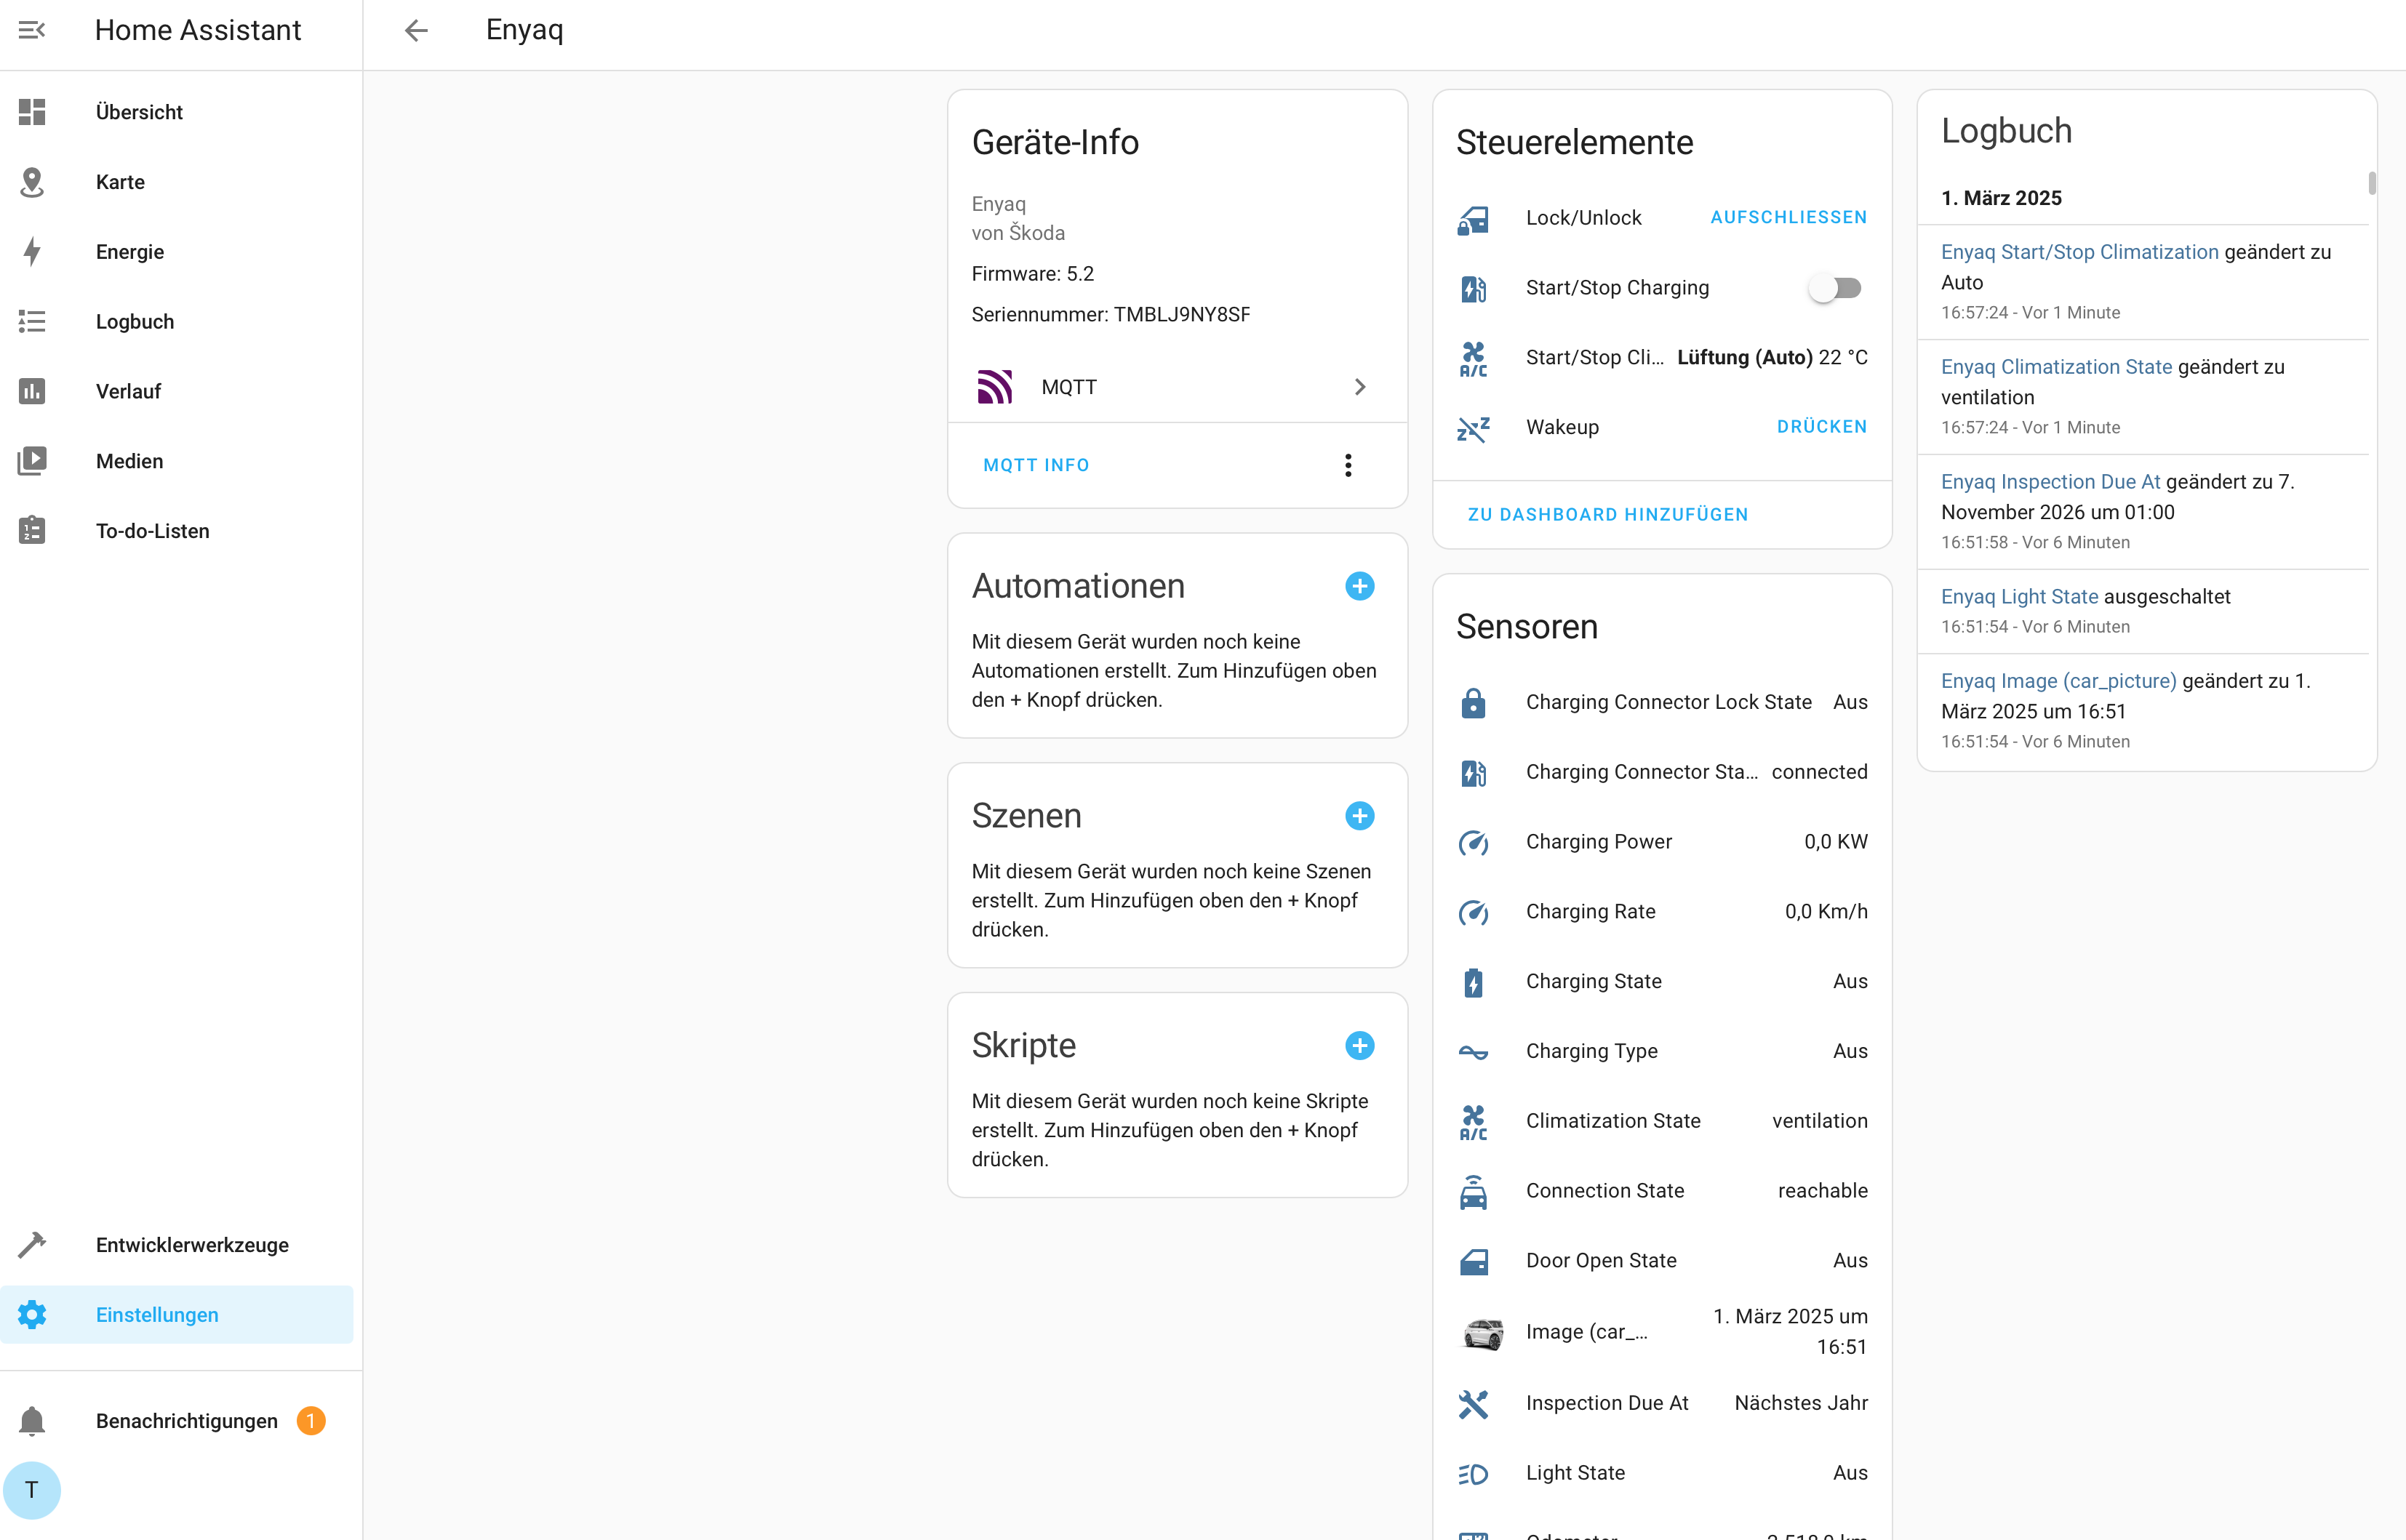 Home Assistant
Enyaq
Übersicht
Karte
Energie
Logbuch
Verlauf
Medien
To-do-Listen
Entwicklerwerkzeuge
Einstellungen
Benachrichtigungen 1
T
Geräte-Info
Enyaq
von Škoda
Firmware: 5.2
Seriennummer: TMBLJ9NY8SF
MQTT
MQTT INFO
Automationen
Mit diesem Gerät wurden noch keine
Automationen erstellt. Zum Hinzufügen oben
den + Knopf drücken.
Szenen
Mit diesem Gerät wurden noch keine Szenen
erstellt. Zum Hinzufügen oben den + Knopf
drücken.
Skripte
Mit diesem Gerät wurden noch keine Skripte
erstellt. Zum Hinzufügen oben den + Knopf
drücken.
Steuerelemente
Lock/Unlock AUFSCHLIESSEN
Start/Stop Charging
A/C Start/Stop Cli... Lüftung (Auto) 22 °C
Wakeup DRÜCKEN
ZU DASHBOARD HINZUFÜGEN
Sensoren
Charging Connector Lock State Aus
Charging Connector Sta... connected
Charging Power 0,0 KW
Charging Rate 0,0 Km/h
Charging State Aus
Charging Type Aus
A/C Climatization State ventilation
Connection State reachable
Door Open State Aus
Image (car_... 1. März 2025 um
16:51
Inspection Due At Nächstes Jahr
Light State Aus
Logbuch
1. März 2025
Enyaq Start/Stop Climatization geändert zu
Auto
16:57:24 - Vor 1 Minute
Enyaq Climatization State geändert zu
ventilation
16:57:24 - Vor 1 Minute
Enyaq Inspection Due At geändert zu 7.
November 2026 um 01:00
16:51:58 - Vor 6 Minuten
Enyaq Light State ausgeschaltet
16:51:54 - Vor 6 Minuten
Enyaq Image (car_picture) geändert zu 1.
März 2025 um 16:51
16:51:54 - Vor 6 Minuten